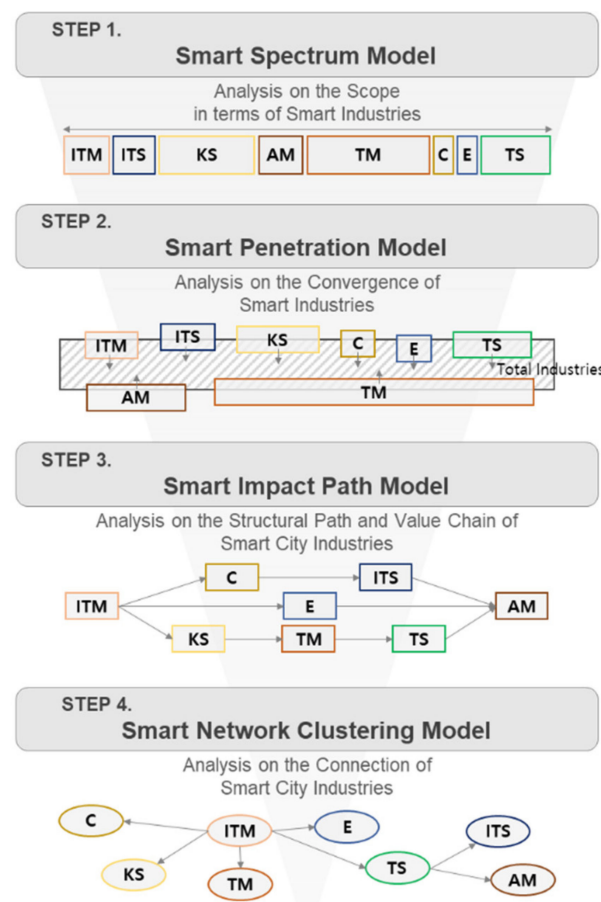 STEP 1.
Smart Spectrum Model
Analysis on the Scope
in terms of Smart Industries
ITM ITS KS AM TM C E TS
STEP 2.
Smart Penetration Model
Analysis on the Convergence of
Smart Industries
ITM ITS KS C E TS
Total Industries
AM TM
STEP 3.
Smart Impact Path Model
Analysis on the Structural Path and Value Chain of
Smart City Industries
C ITS
ITM E AM
KS TM TS
STEP 4.
Smart Network Clustering Model
Analysis on the Connection of
Smart City Industries
C ITM E ITS
KS TM TS AM